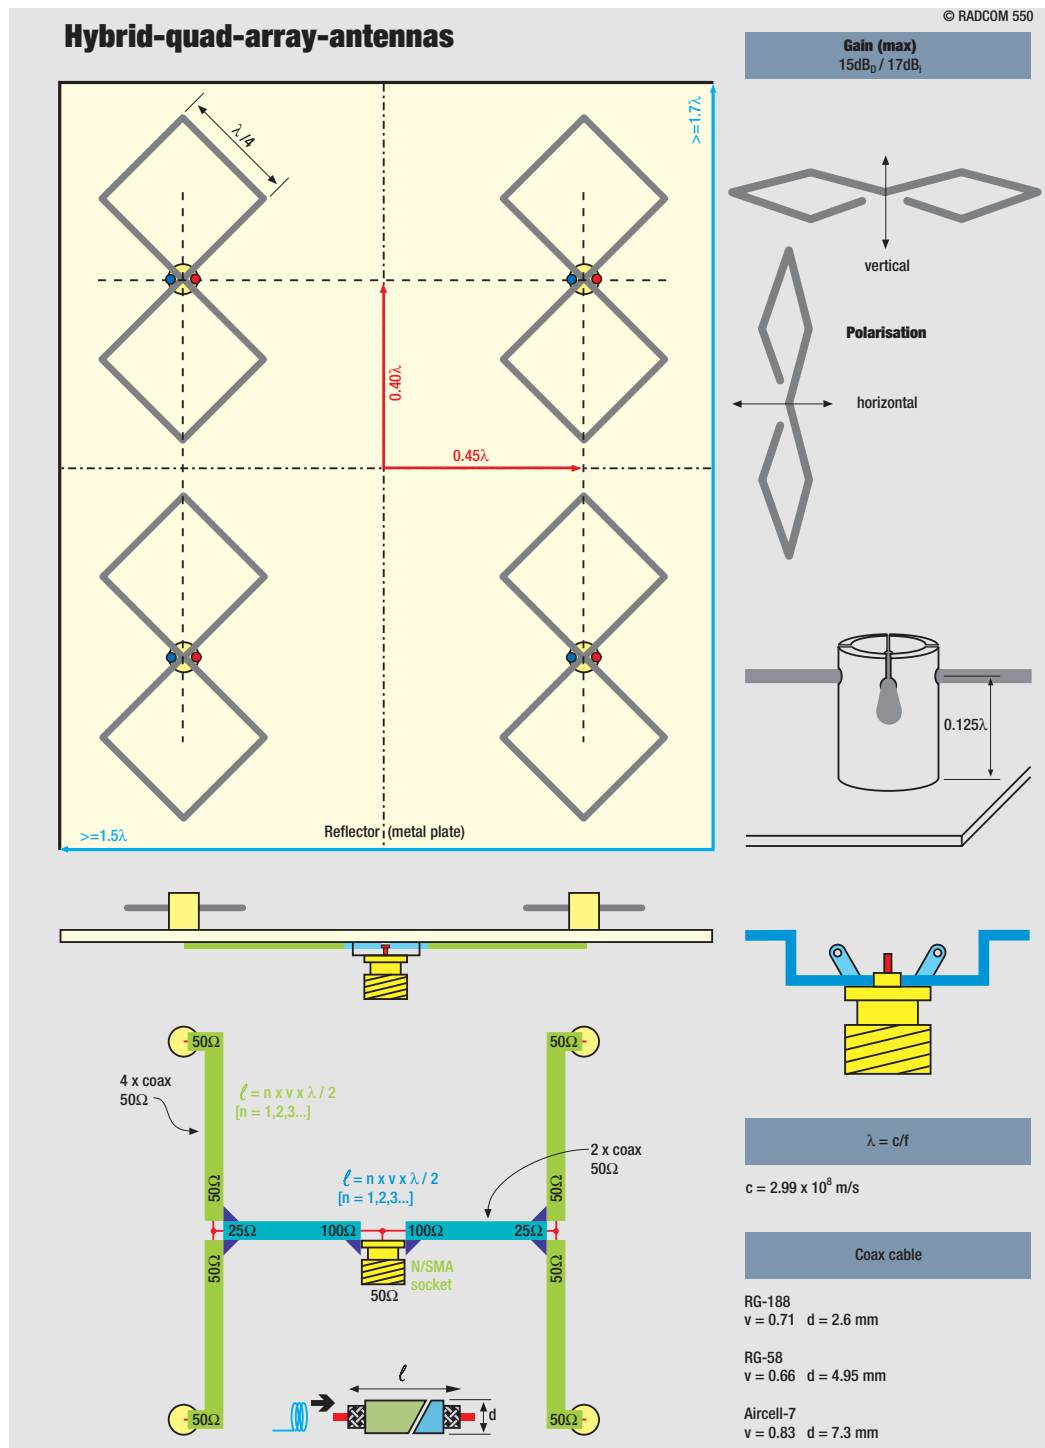 © RADCOM 550
Hybrid-quad-array-antennas
Gain (max)
15dBD / 17dBi
λ/4
>=1.7λ
vertical
Polarisation
0.40λ
horizontal
0.45λ
0.125λ
>=1.5λ
Reflector (metal plate)
50Ω
50Ω
4 x coax
50Ω
ℓ = n x v x λ / 2
[n = 1,2,3...]
2 x coax
50Ω
ℓ = n x v x λ / 2
[n = 1,2,3...]
50Ω
50Ω
25Ω
100Ω
100Ω
25Ω
50Ω
50Ω
N/SMA
socket
50Ω
ℓ
d
50Ω
50Ω
λ = c/f
c = 2.99 x 10⁸ m/s
Coax cable
RG-188
v = 0.71 d = 2.6 mm
RG-58
v = 0.66 d = 4.95 mm
Aircell-7
v = 0.83 d = 7.3 mm